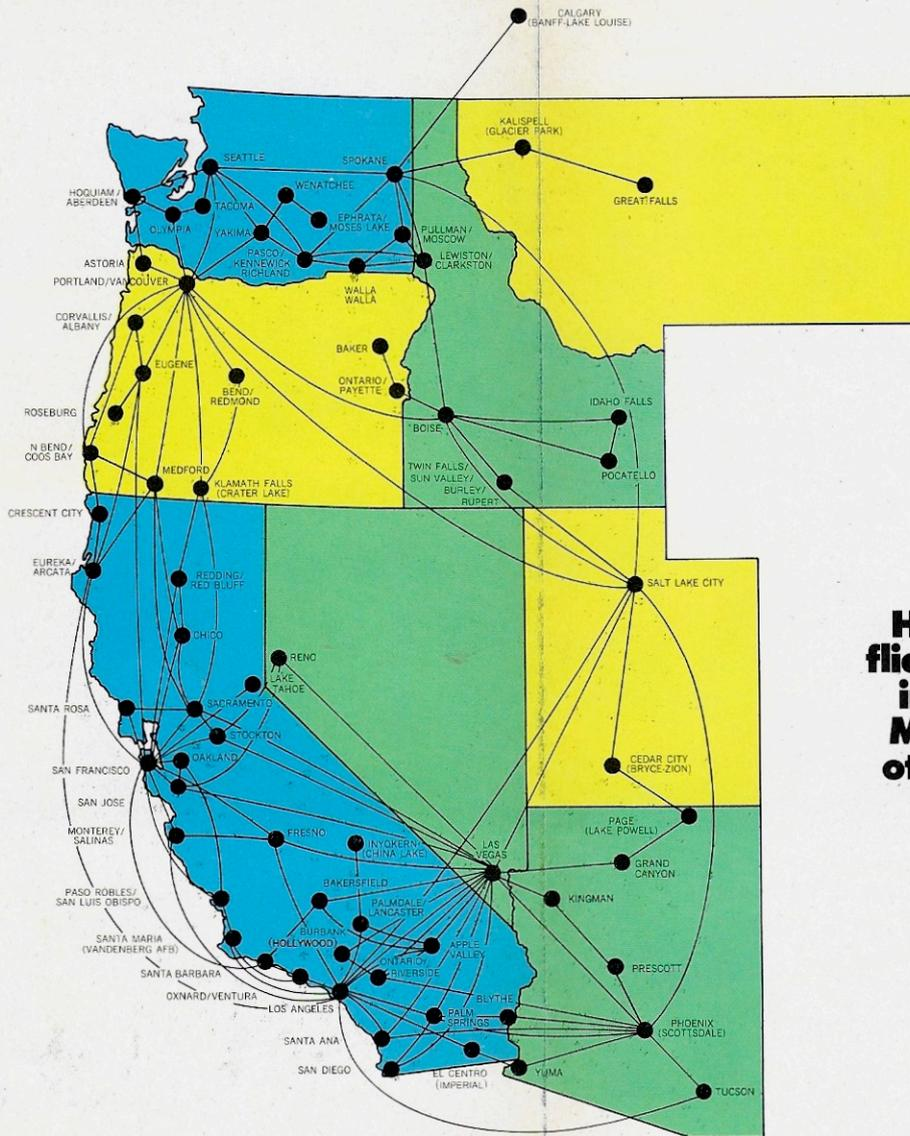 CALGARY
(BANFF-LAKE LOUISE)
KALISPELL
(GLACIER PARK)
GREAT FALLS
SEATTLE
SPOKANE
HOQUIAM/
ABERDEEN
TACOMA
OLYMPIA
WENATCHEE
EPHRATA/
MOSES LAKE
YAKIMA
PULLMAN/
MOSCOW
PASCO/
KENNEWICK
RICHLAND
LEWISTON/
CLARKSTON
WALLA
WALLA
ASTORIA
PORTLAND/VANCOUVER
CORVALLIS/
ALBANY
EUGENE
BEND/
REDMOND
BAKER
ONTARIO/
PAYETTE
ROSEBURG
BOISE
IDAHO FALLS
POCATELLO
N BEND/
COOS BAY
MEDFORD
KLAMATH FALLS
(CRATER LAKE)
TWIN FALLS/
SUN VALLEY/
BURLEY/
RUPERT
CRESCENT CITY
EUREKA/
ARCATA
REDDING/
RED BLUFF
SALT LAKE CITY
CHICO
RENO
LAKE
TAHOE
SANTA ROSA
SACRAMENTO
STOCKTON
OAKLAND
SAN FRANCISCO
SAN JOSE
CEDAR CITY
(BRYCE-ZION)
PAGE
(LAKE POWELL)
MONTEREY/
SALINAS
FRESNO
INYOKERN
(CHINA LAKE)
LAS
VEGAS
GRAND
CANYON
BAKERSFIELD
KINGMAN
PASO ROBLES/
SAN LUIS OBISPO
PALMDALE/
LANCASTER
BURBANK
(HOLLYWOOD)
APPLE
VALLEY
SANTA MARIA
(VANDENBERG AFB)
ONTARIO/
RIVERSIDE
PRESCOTT
SANTA BARBARA
OXNARD/VENTURA
LOS ANGELES
BLYTHE
PALM
SPRINGS
PHOENIX
(SCOTTSDALE)
SANTA ANA
SAN DIEGO
EL CENTRO
(IMPERIAL)
YUMA
TUCSON
H
flie
i
M
of